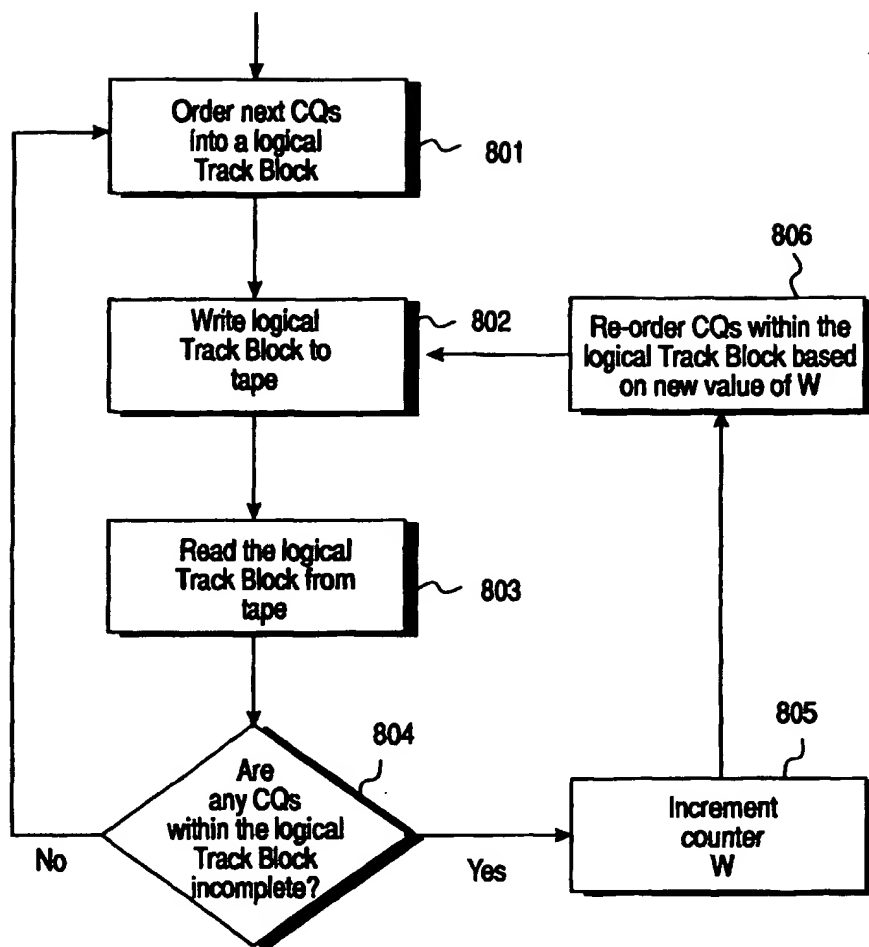 Order next CQs
into a logical
Track Block
801
Write logical
Track Block to
tape
802
806
Re-order CQs within the
logical Track Block based
on new value of W
Read the logical
Track Block from
tape
803
804
Are
any CQs
within the logical
Track Block
incomplete?
No
Yes
805
Increment
counter
W